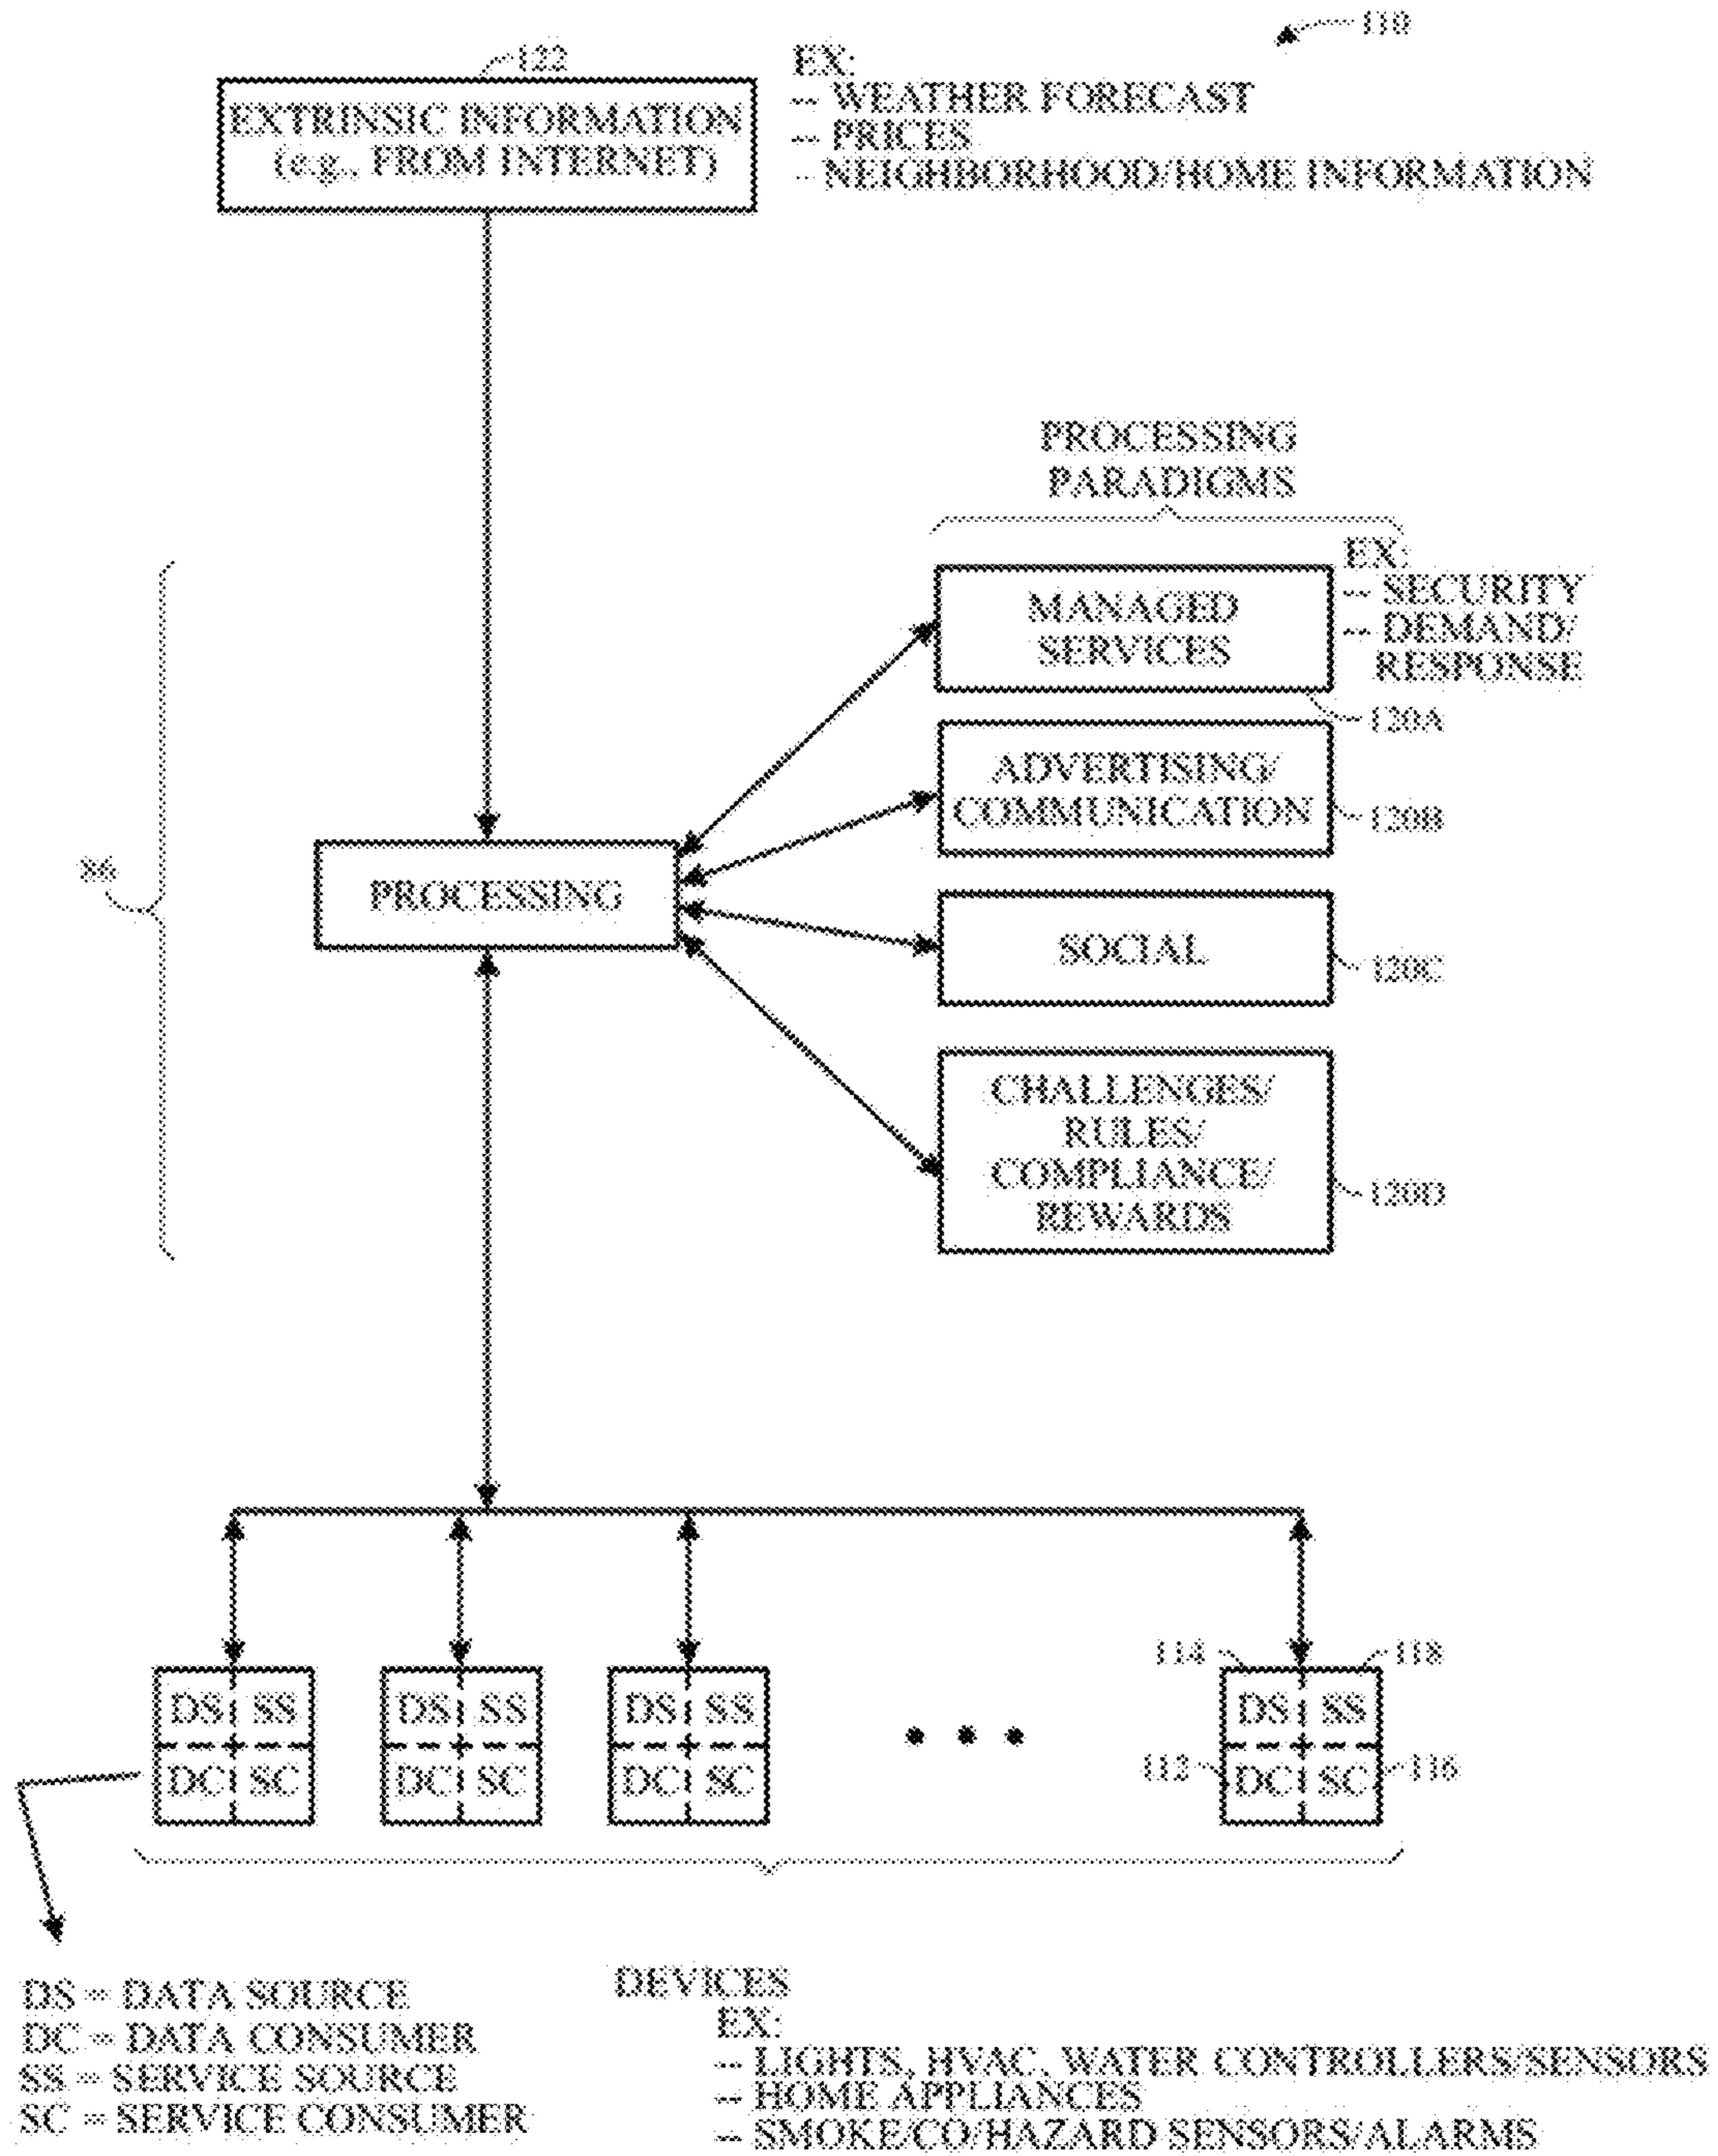 110
122
EXTRINSIC INFORMATION
(e.g., FROM INTERNET)
EX:
-- WEATHER FORECAST
-- PRICES
-- NEIGHBORHOOD/HOME INFORMATION
PROCESSING
PARADIGMS
86
PROCESSING
MANAGED
SERVICES
EX:
-- SECURITY
-- DEMAND/
RESPONSE
120A
ADVERTISING/
COMMUNICATION
120B
SOCIAL
120C
CHALLENGES/
RULES/
COMPLIANCE/
REWARDS
120D
114
118
DS SS
DC SC
DS SS
DC SC
DS SS
DC SC
DS SS
DC SC
112
116
DS = DATA SOURCE
DC = DATA CONSUMER
SS = SERVICE SOURCE
SC = SERVICE CONSUMER
DEVICES
EX:
-- LIGHTS, HVAC, WATER CONTROLLERS/SENSORS
-- HOME APPLIANCES
-- SMOKE/CO/HAZARD SENSORS/ALARMS